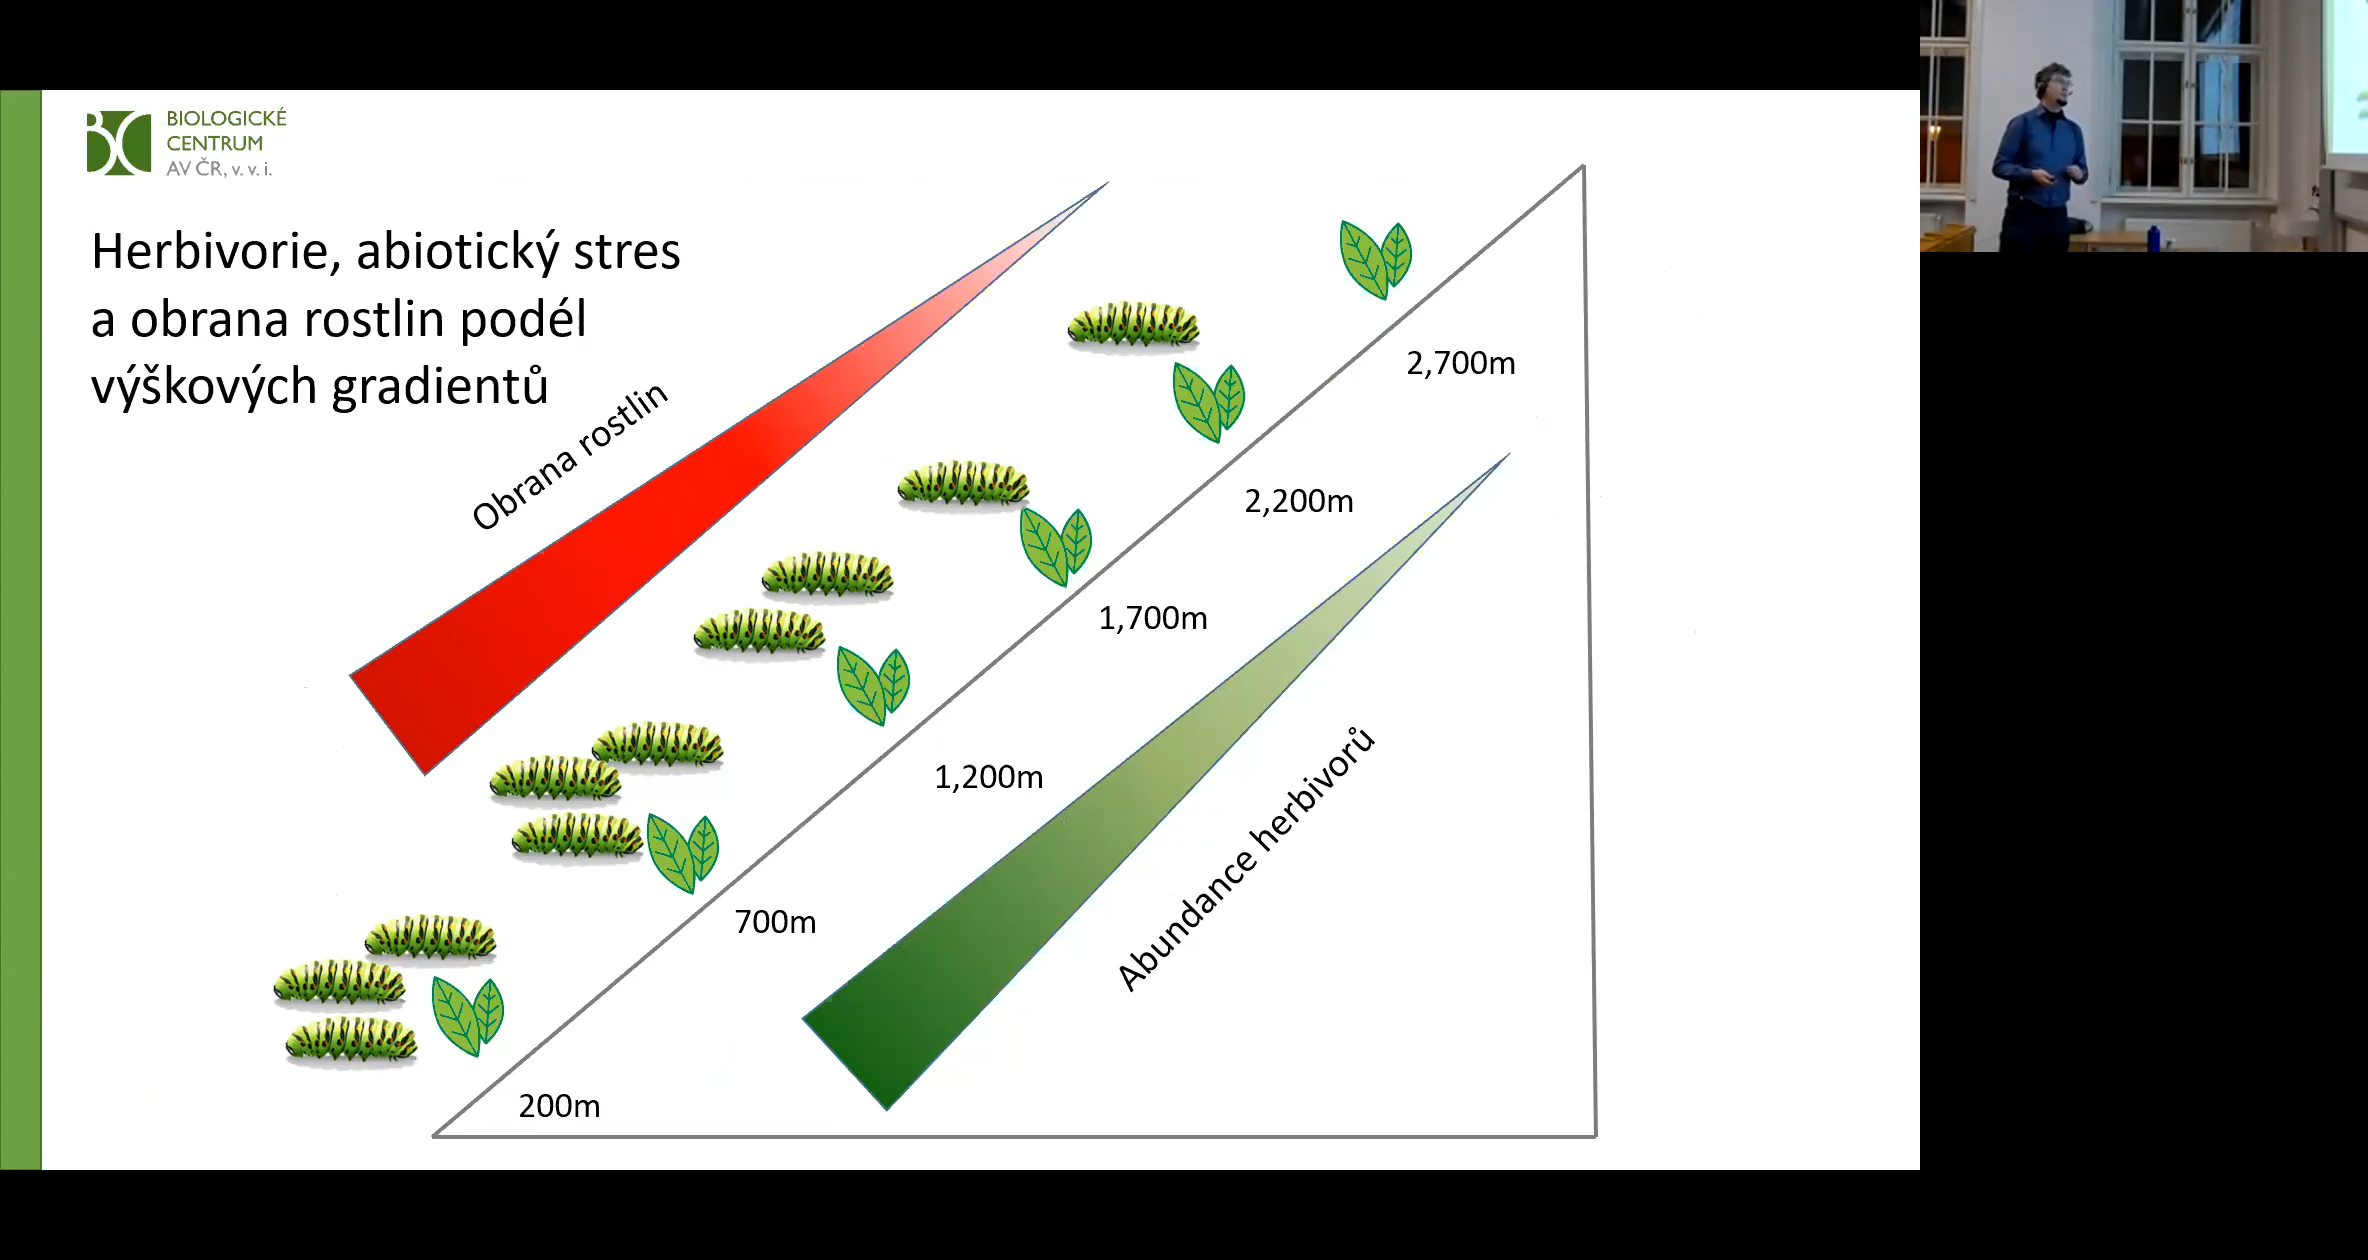 BIOLOGICKÉ
CENTRUM
AV ČR, v. v. i.
Herbivorie, abiotický stres
a obrana rostlin podél
výškových gradientů
Obrana rostlin
2,700m
2,200m
1,700m
1,200m
700m
200m
Abundance herbivorů